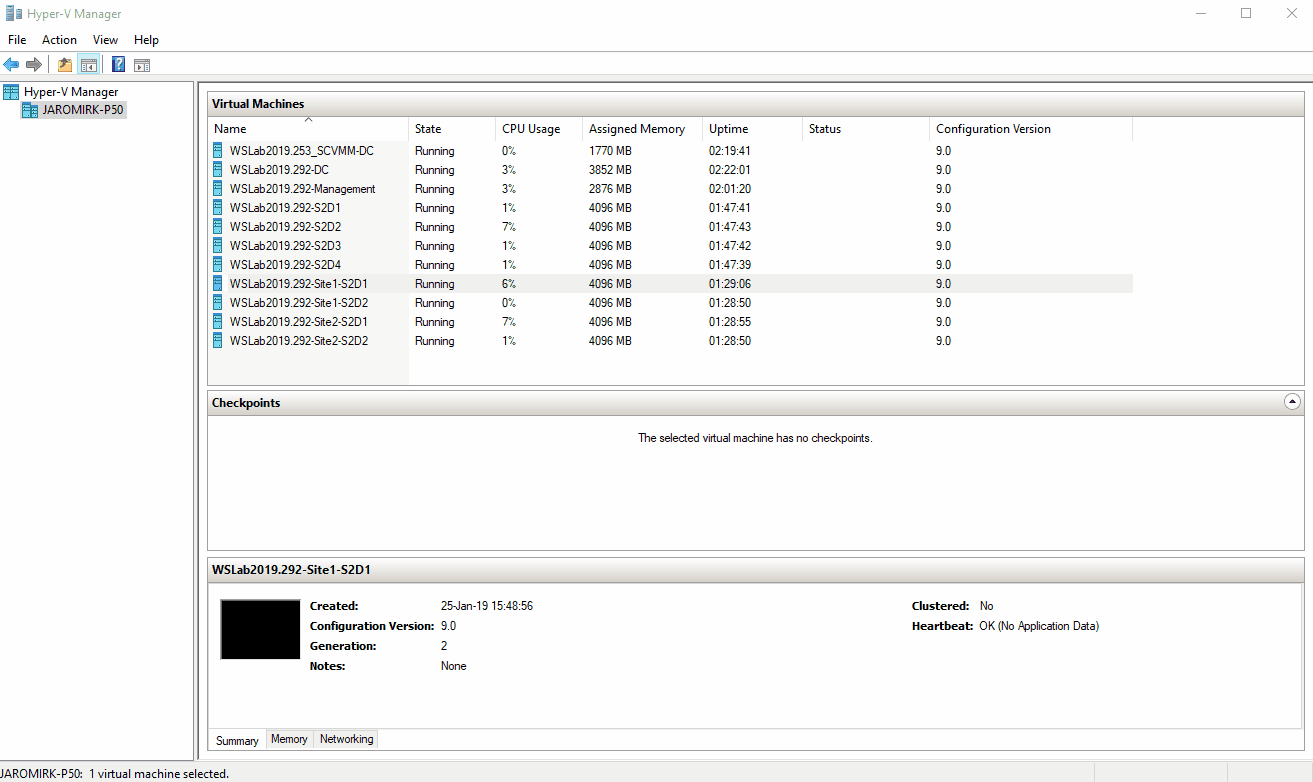 Hyper-V Manager
File Action View Help
Hyper-V Manager
JAROMIRK-P50
Virtual Machines
Name State CPU Usage Assigned Memory Uptime Status Configuration Version
WSLab2019.253_SCVMM-DC Running 0% 1770 MB 02:19:41 9.0
WSLab2019.292-DC Running 3% 3852 MB 02:22:01 9.0
WSLab2019.292-Management Running 3% 2876 MB 02:01:20 9.0
WSLab2019.292-S2D1 Running 1% 4096 MB 01:47:41 9.0
WSLab2019.292-S2D2 Running 7% 4096 MB 01:47:43 9.0
WSLab2019.292-S2D3 Running 1% 4096 MB 01:47:42 9.0
WSLab2019.292-S2D4 Running 1% 4096 MB 01:47:39 9.0
WSLab2019.292-Site1-S2D1 Running 6% 4096 MB 01:29:06 9.0
WSLab2019.292-Site1-S2D2 Running 0% 4096 MB 01:28:50 9.0
WSLab2019.292-Site2-S2D1 Running 7% 4096 MB 01:28:55 9.0
WSLab2019.292-Site2-S2D2 Running 1% 4096 MB 01:28:50 9.0
Checkpoints
The selected virtual machine has no checkpoints.
WSLab2019.292-Site1-S2D1
Created: 25-Jan-19 15:48:56 Clustered: No
Configuration Version: 9.0 Heartbeat: OK (No Application Data)
Generation: 2
Notes: None
Summary Memory Networking
JAROMIRK-P50: 1 virtual machine selected.